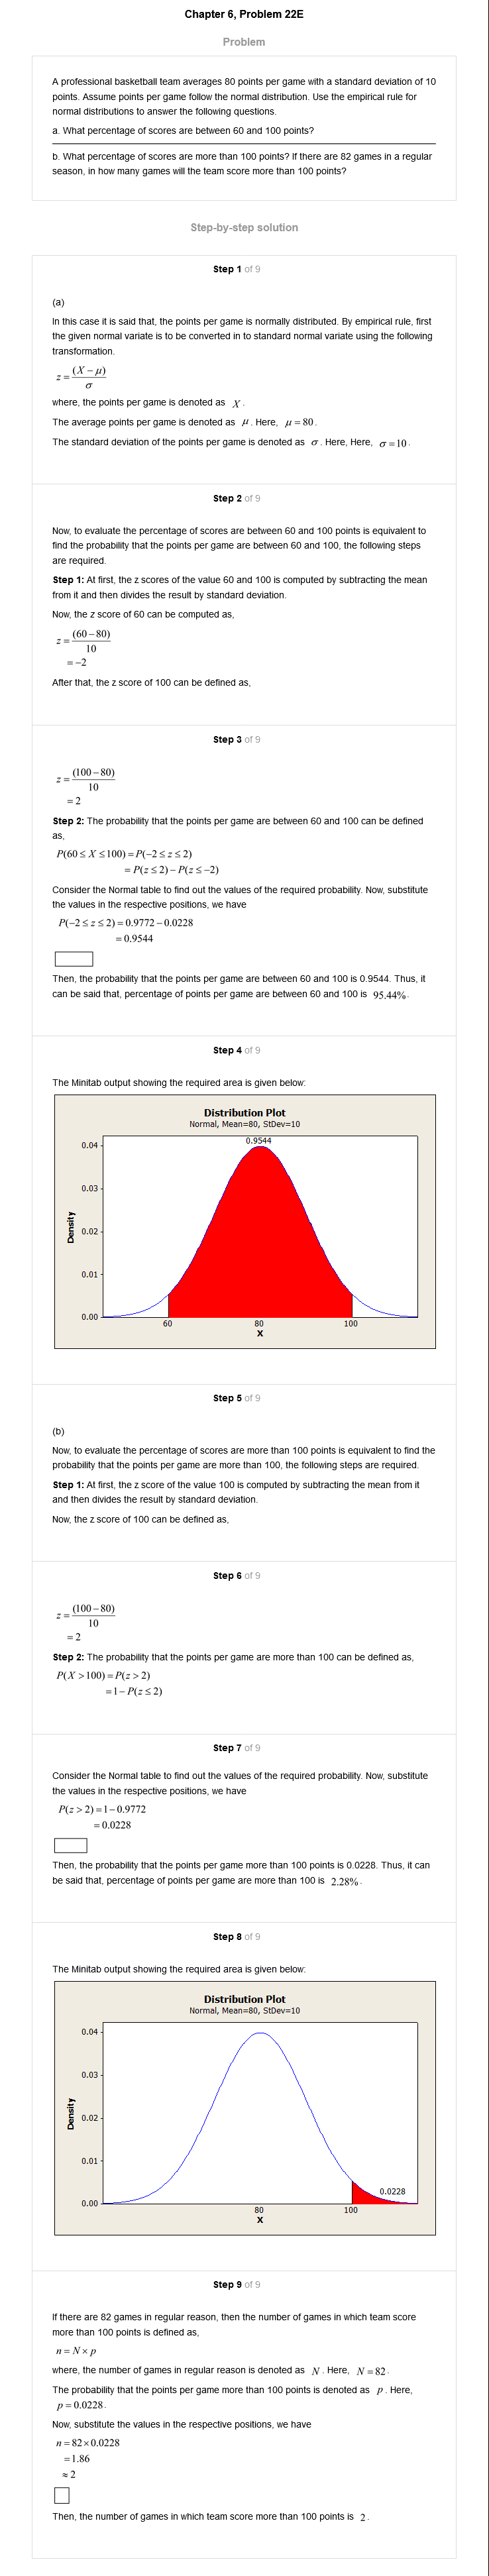 Chapter 6, Problem 22E
Problem
A professional basketball team averages 80 points per game with a standard deviation of 10
points. Assume points per game follow the normal distribution. Use the empirical rule for
normal distributions to answer the following questions.
a. What percentage of scores are between 60 and 100 points?
b. What percentage of scores are more than 100 points? If there are 82 games in a regular
season, in how many games will the team score more than 100 points?
Step-by-step solution
Step 1 of 9
(a)
In this case it is said that, the points per game is normally distributed. By empirical rule, first
the given normal variate is to be converted in to standard normal variate using the following
transformation.
z = (X − μ) / σ
where, the points per game is denoted as X.
The average points per game is denoted as μ. Here, μ = 80.
The standard deviation of the points per game is denoted as σ. Here, Here, σ = 10.
Step 2 of 9
Now, to evaluate the percentage of scores are between 60 and 100 points is equivalent to
find the probability that the points per game are between 60 and 100, the following steps
are required.
Step 1: At first, the z scores of the value 60 and 100 is computed by subtracting the mean
from it and then divides the result by standard deviation.
Now, the z score of 60 can be computed as,
z = (60 − 80) / 10
= −2
After that, the z score of 100 can be defined as,
Step 3 of 9
z = (100 − 80) / 10
= 2
Step 2: The probability that the points per game are between 60 and 100 can be defined
as,
P(60 ≤ X ≤ 100) = P(−2 ≤ z ≤ 2)
= P(z ≤ 2) − P(z ≤ −2)
Consider the Normal table to find out the values of the required probability. Now, substitute
the values in the respective positions, we have
P(−2 ≤ z ≤ 2) = 0.9772 − 0.0228
= 0.9544
Then, the probability that the points per game are between 60 and 100 is 0.9544. Thus, it
can be said that, percentage of points per game are between 60 and 100 is 95.44%.
Step 4 of 9
The Minitab output showing the required area is given below:
Distribution Plot
Normal, Mean=80, StDev=10
0.9544
0.04
0.03
0.02
0.01
0.00
Density
60 80 100
X
Step 5 of 9
(b)
Now, to evaluate the percentage of scores are more than 100 points is equivalent to find the
probability that the points per game are more than 100, the following steps are required.
Step 1: At first, the z score of the value 100 is computed by subtracting the mean from it
and then divides the result by standard deviation.
Now, the z score of 100 can be defined as,
Step 6 of 9
z = (100 − 80) / 10
= 2
Step 2: The probability that the points per game are more than 100 can be defined as,
P(X > 100) = P(z > 2)
= 1 − P(z ≤ 2)
Step 7 of 9
Consider the Normal table to find out the values of the required probability. Now, substitute
the values in the respective positions, we have
P(z > 2) = 1 − 0.9772
= 0.0228
Then, the probability that the points per game more than 100 points is 0.0228. Thus, it can
be said that, percentage of points per game are more than 100 is 2.28%.
Step 8 of 9
The Minitab output showing the required area is given below:
Distribution Plot
Normal, Mean=80, StDev=10
0.04
0.03
0.02
0.01
0.00
Density
0.0228
80 100
X
Step 9 of 9
If there are 82 games in regular reason, then the number of games in which team score
more than 100 points is defined as,
n = N × p
where, the number of games in regular reason is denoted as N. Here, N = 82.
The probability that the points per game more than 100 points is denoted as p. Here,
p = 0.0228.
Now, substitute the values in the respective positions, we have
n = 82 × 0.0228
= 1.86
≈ 2
Then, the number of games in which team score more than 100 points is 2.